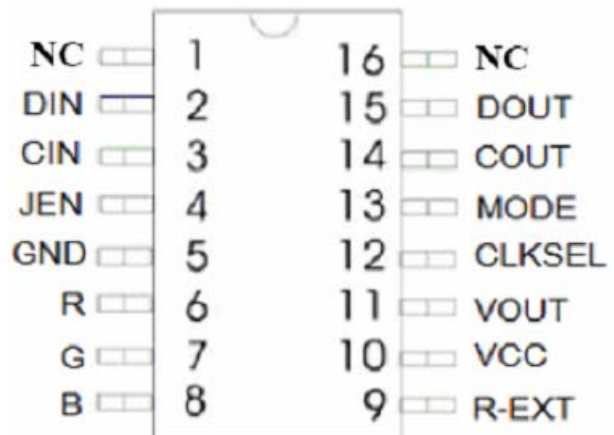 NC 1 16 NC
DIN 2 15 DOUT
CIN 3 14 COUT
JEN 4 13 MODE
GND 5 12 CLKSEL
R 6 11 VOUT
G 7 10 VCC
B 8 9 R-EXT